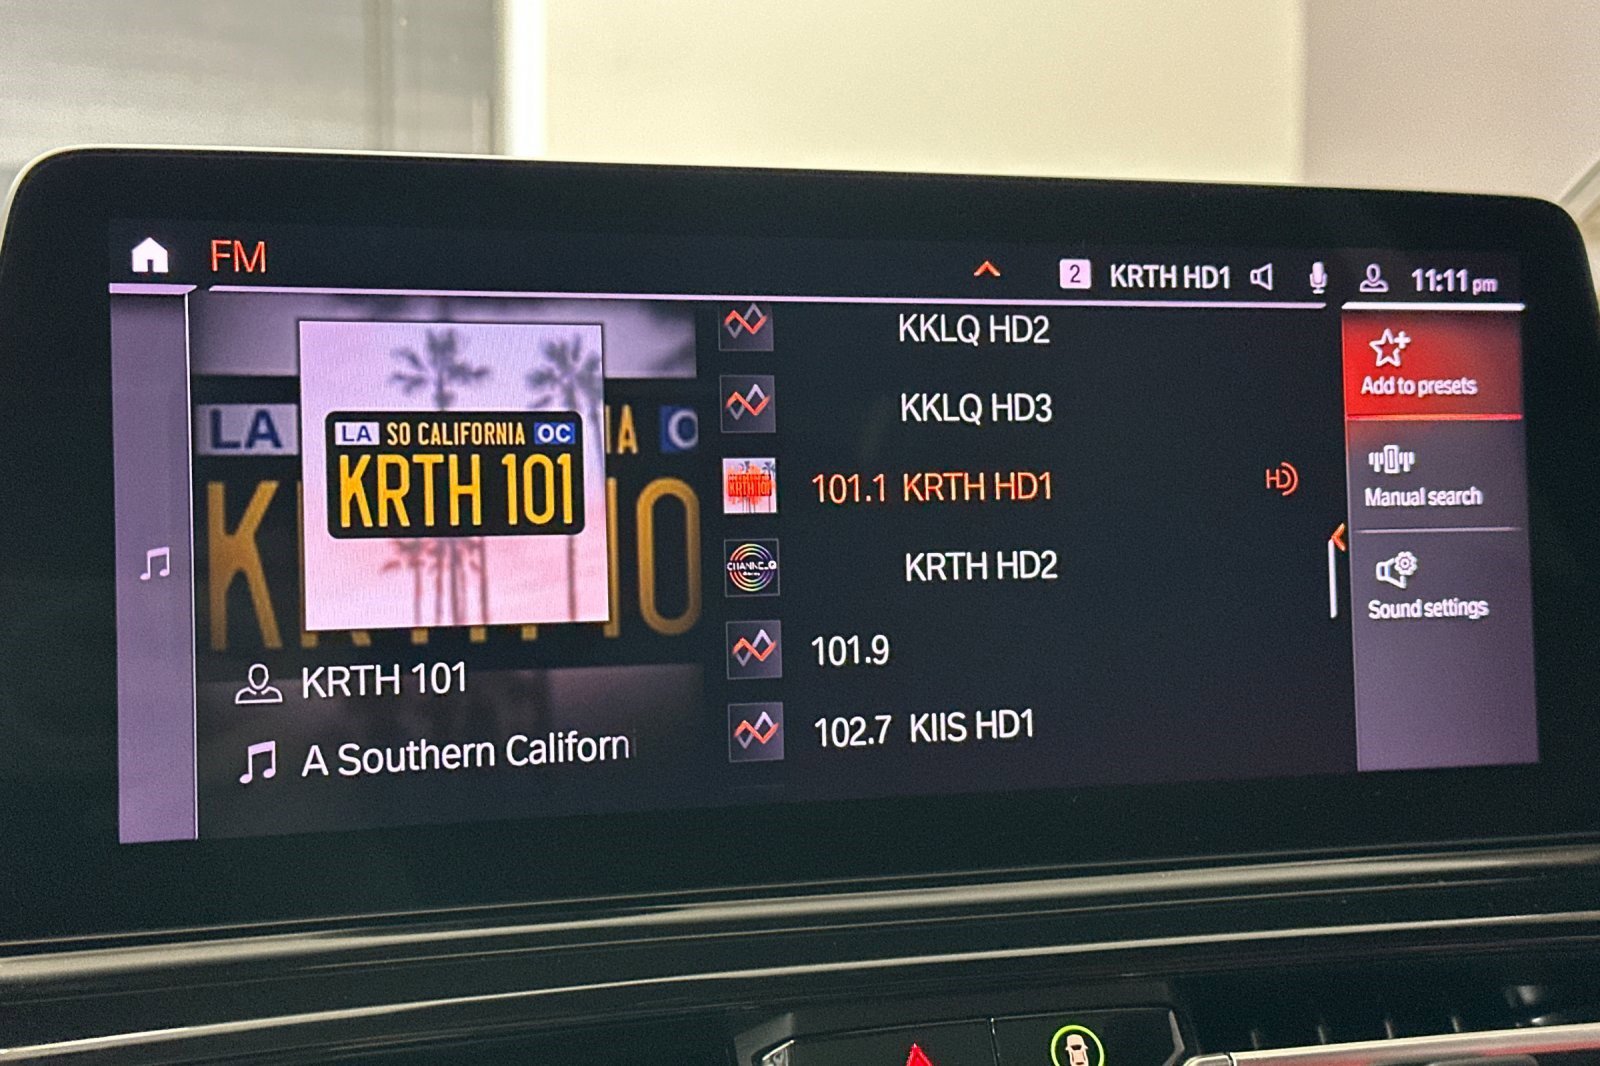 FM
2 KRTH HD1 11:11 pm
LA SO CALIFORNIA OC
KRTH 101
KRTH 101
A Southern Californ
KKLQ HD2
KKLQ HD3
101.1 KRTH HD1 HD
KRTH HD2
101.9
102.7 KIIS HD1
Add to presets
Manual search
Sound settings